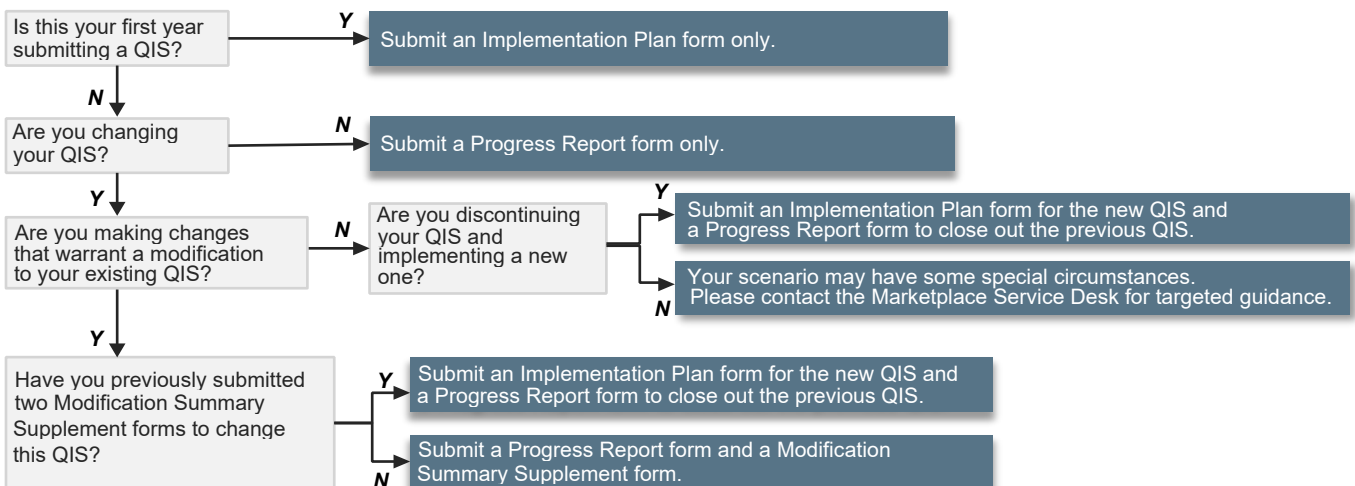 Is this your first year
submitting a QIS?
Y
Submit an Implementation Plan form only.
N
Are you changing
your QIS?
N
Submit a Progress Report form only.
Y
Are you making changes
that warrant a modification
to your existing QIS?
N
Are you discontinuing
your QIS and
implementing a new
one?
Y
Submit an Implementation Plan form for the new QIS and
a Progress Report form to close out the previous QIS.
N
Your scenario may have some special circumstances.
Please contact the Marketplace Service Desk for targeted guidance.
Y
Have you previously submitted
two Modification Summary
Supplement forms to change
this QIS?
Y
Submit an Implementation Plan form for the new QIS and
a Progress Report form to close out the previous QIS.
N
Submit a Progress Report form and a Modification
Summary Supplement form.